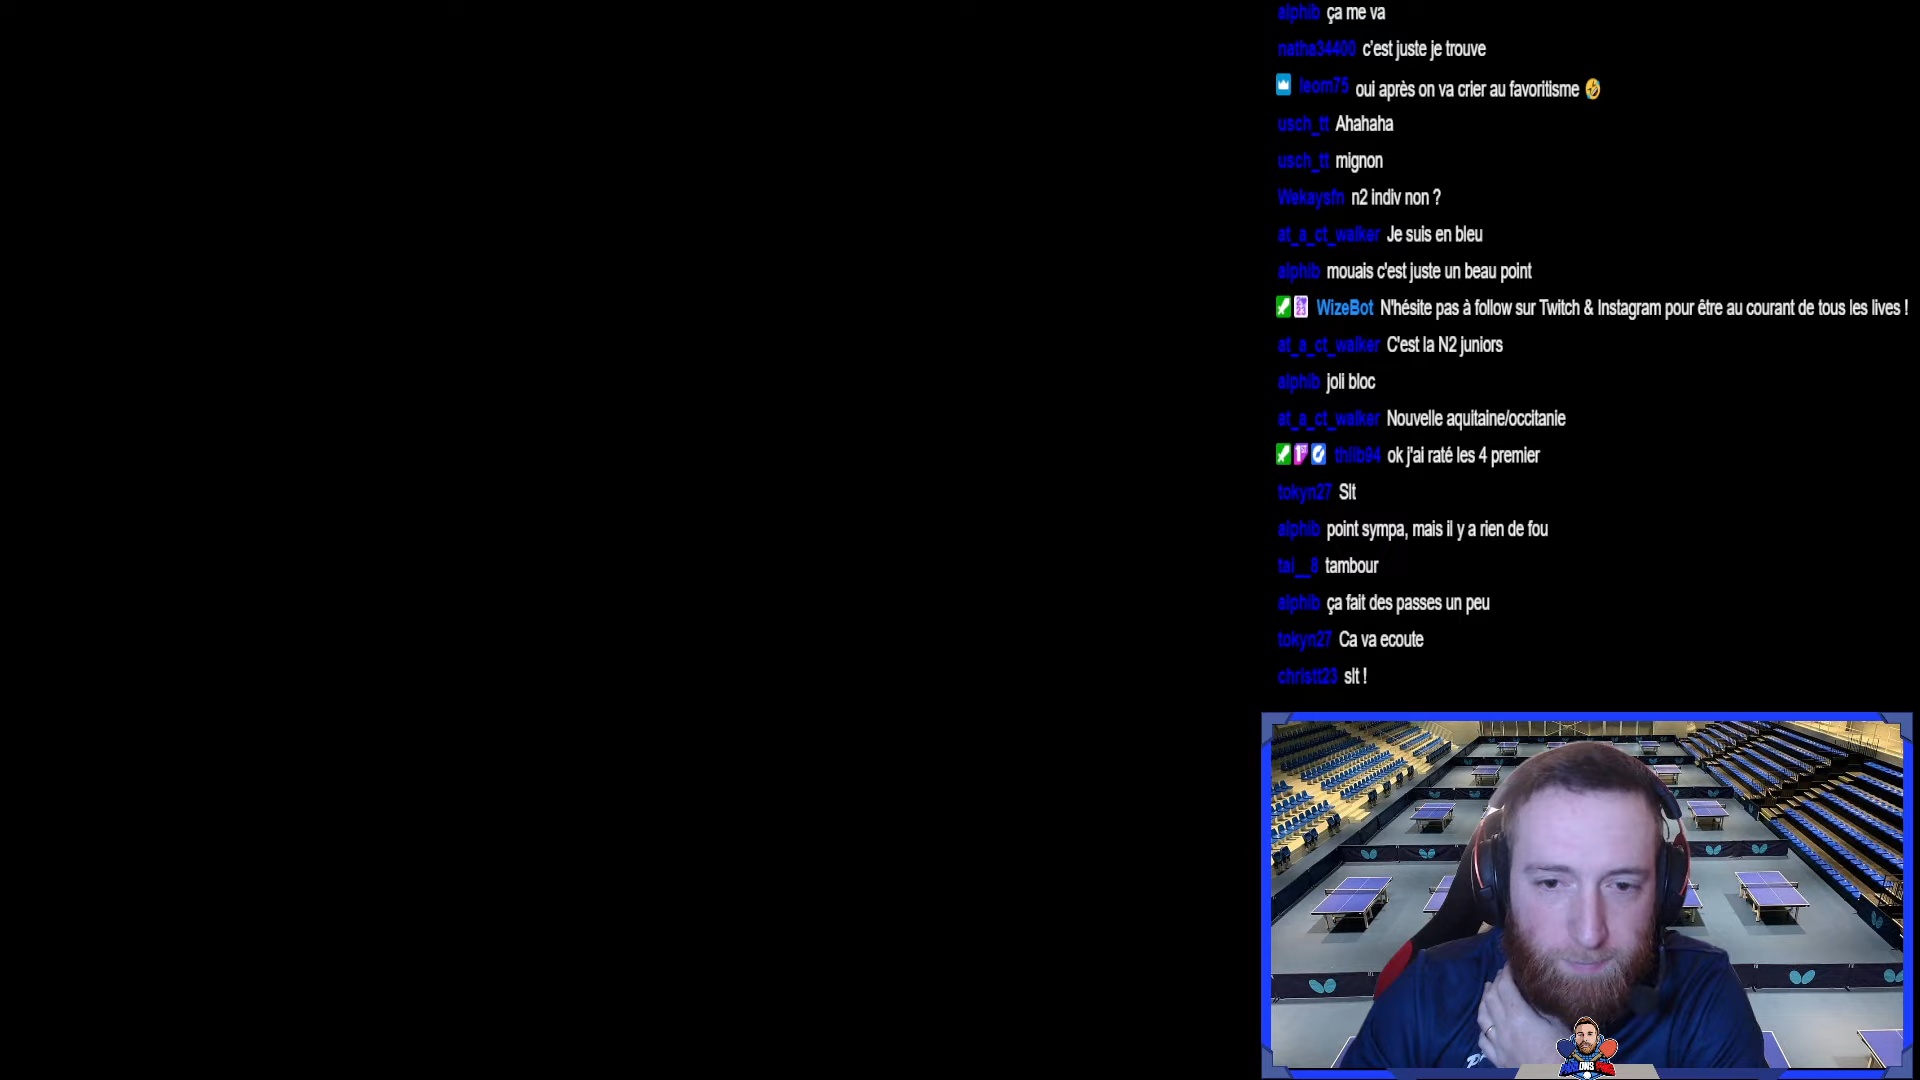 alphib ça me va
natha34400 c'est juste je trouve
leom75 oui après on va crier au favoritisme 🤣
usch_tt Ahahaha
usch_tt mignon
Wekaysfn n2 indiv non ?
at_a_ct_walker Je suis en bleu
alphib mouais c'est juste un beau point
WizeBot N'hésite pas à follow sur Twitch & Instagram pour être au courant de tous les lives !
at_a_ct_walker C'est la N2 juniors
alphib joli bloc
at_a_ct_walker Nouvelle aquitaine/occitanie
thiib94 ok j'ai raté les 4 premier
tokyn27 Slt
alphib point sympa, mais il y a rien de fou
tai__8 tambour
alphib ça fait des passes un peu
tokyn27 Ca va ecoute
christt23 slt !